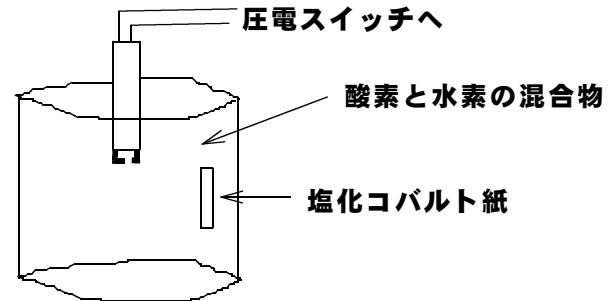 圧電スイッチへ
酸素と水素の混合物
塩化コバルト紙